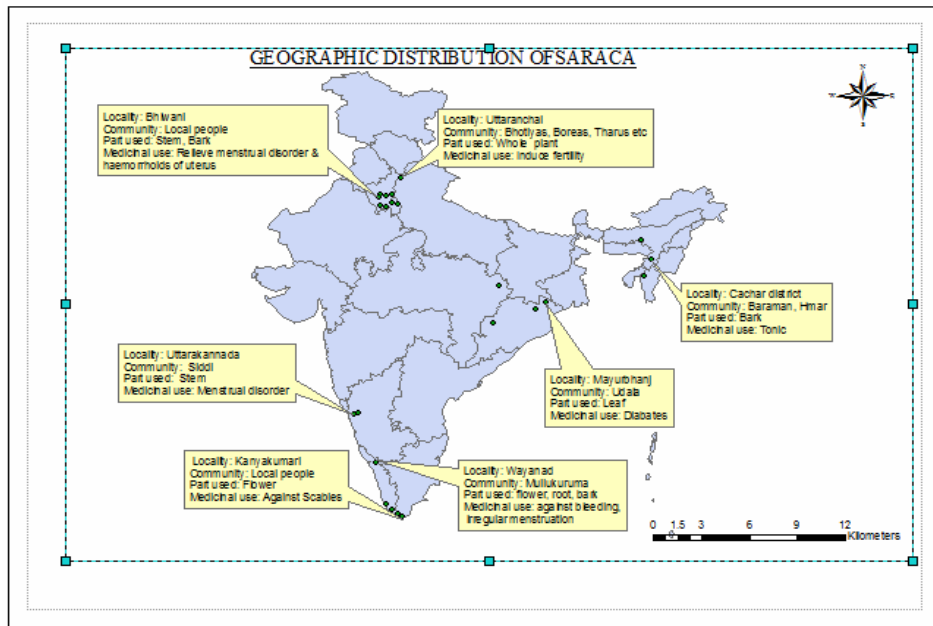 GEOGRAPHIC DISTRIBUTION OFSARACA
Locality: Bhiwani
Community: Local people
Part used: Stem, Bark
Medicinal use: Relieve menstrual disorder &
haemorrholds of uterus
Locality: Uttaranchal
Community: Bhotiyas, Boreas, Tharus etc
Part used: Whole plant
Medicinal use: Induce fertility
N
W
E
S
Locality: Cachar district
Community: Baraman, Hmar
Part used: Bark
Medicinal use: Tonic
Locality: Uttarakannada
Community: Siddi
Part used: Stem
Medicinal use: Menstrual disorder
Locality: Mayurbhanj
Community: Udala
Part used: Leaf
Medicinal use: Diabates
Locality: Kanyakumari
Community: Local people
Part used: Flower
Medicinal use: Against Scabies
Locality: Wayanad
Community: Mullukuruma
Part used: flower, root, bark
Medicinal use: against bleeding,
irregular menstruation
0 1.5 3 6 9 12
Kilometers